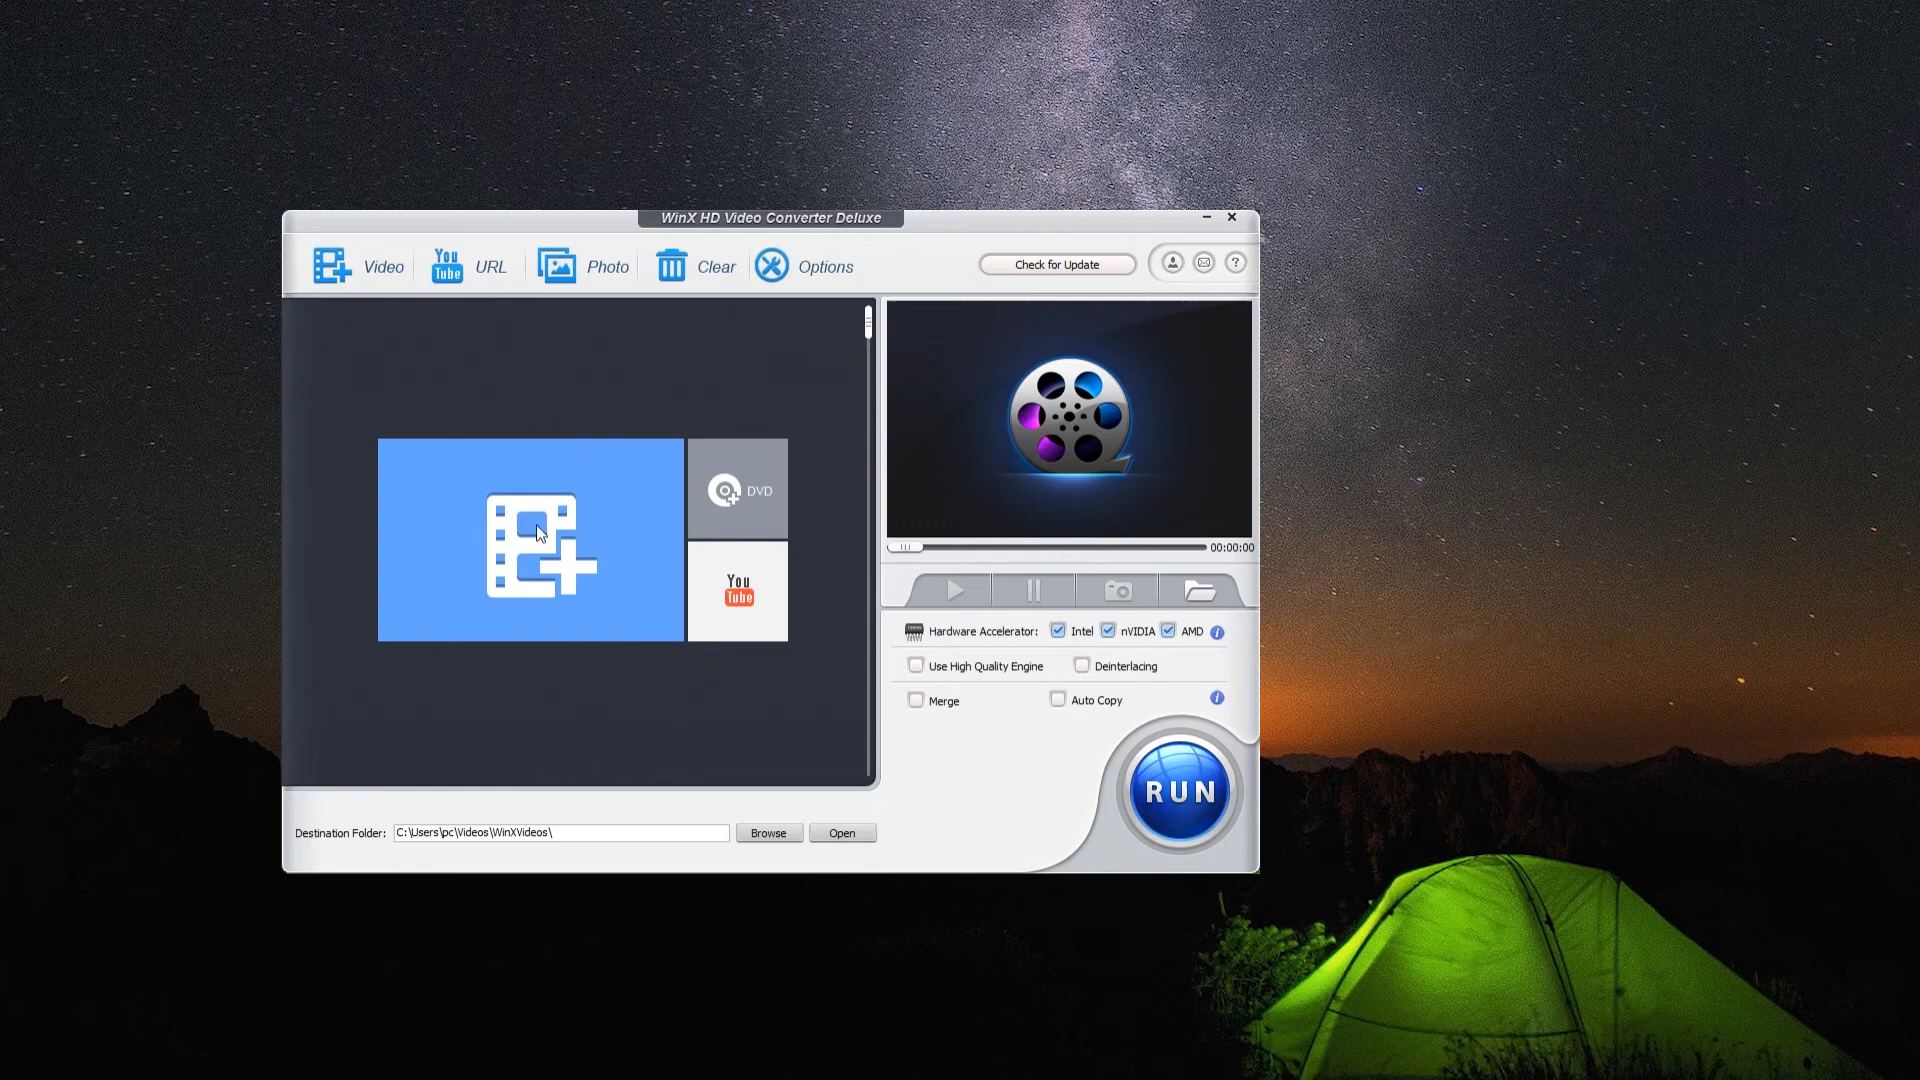 WinX HD Video Converter Deluxe
Video
You Tube URL
Photo
Clear
Options
Check for Update
?
DVD
You
Tube
00:00:00
Hardware Accelerator: Intel nVIDIA AMD i
Use High Quality Engine Deinterlacing
Merge Auto Copy i
RUN
Destination Folder: C:\Users\pc\Videos\WinXVideos\ Browse Open